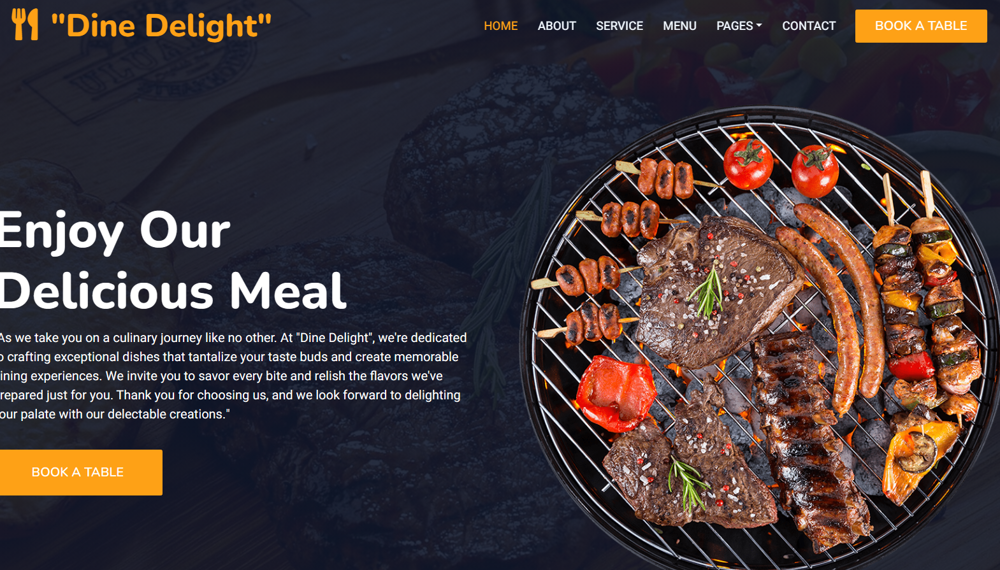 "Dine Delight"
HOME ABOUT SERVICE MENU PAGES CONTACT BOOK A TABLE
Enjoy Our
Delicious Meal
As we take you on a culinary journey like no other. At "Dine Delight", we're dedicated
o crafting exceptional dishes that tantalize your taste buds and create memorable
ining experiences. We invite you to savor every bite and relish the flavors we've
repared just for you. Thank you for choosing us, and we look forward to delighting
our palate with our delectable creations."
BOOK A TABLE